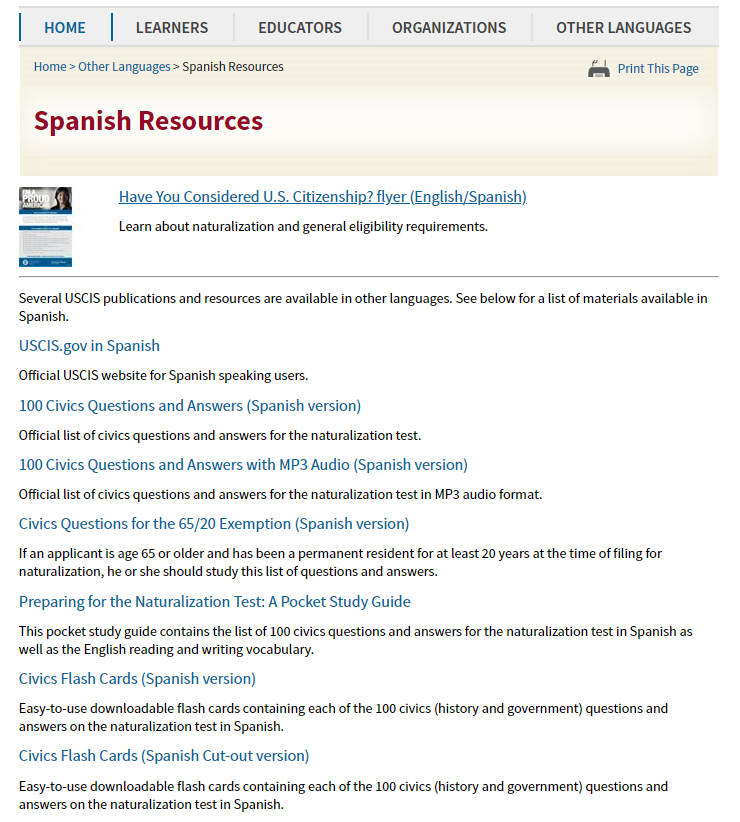 HOME LEARNERS EDUCATORS ORGANIZATIONS OTHER LANGUAGES
Home > Other Languages > Spanish Resources
Print This Page
Spanish Resources
PROUD
Have You Considered U.S. Citizenship? flyer (English/Spanish)
Learn about naturalization and general eligibility requirements.
Several USCIS publications and resources are available in other languages. See below for a list of materials available in
Spanish.
USCIS.gov in Spanish
Official USCIS website for Spanish speaking users.
100 Civics Questions and Answers (Spanish version)
Official list of civics questions and answers for the naturalization test.
100 Civics Questions and Answers with MP3 Audio (Spanish version)
Official list of civics questions and answers for the naturalization test in MP3 audio format.
Civics Questions for the 65/20 Exemption (Spanish version)
If an applicant is age 65 or older and has been a permanent resident for at least 20 years at the time of filing for
naturalization, he or she should study this list of questions and answers.
Preparing for the Naturalization Test: A Pocket Study Guide
This pocket study guide contains the list of 100 civics questions and answers for the naturalization test in Spanish as
well as the English reading and writing vocabulary.
Civics Flash Cards (Spanish version)
Easy-to-use downloadable flash cards containing each of the 100 civics (history and government) questions and
answers on the naturalization test in Spanish.
Civics Flash Cards (Spanish Cut-out version)
Easy-to-use downloadable flash cards containing each of the 100 civics (history and government) questions and
answers on the naturalization test in Spanish.